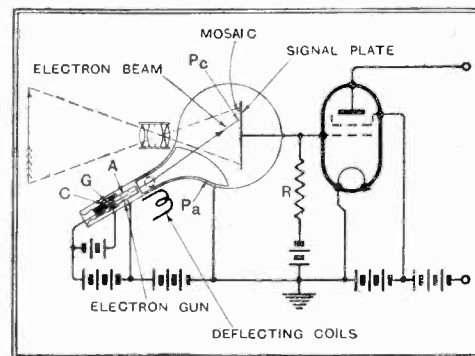 MOSAIC
Pc
SIGNAL PLATE
ELECTRON BEAM
A
G
C
R
Pa
ELECTRON GUN
DEFLECTING COILS